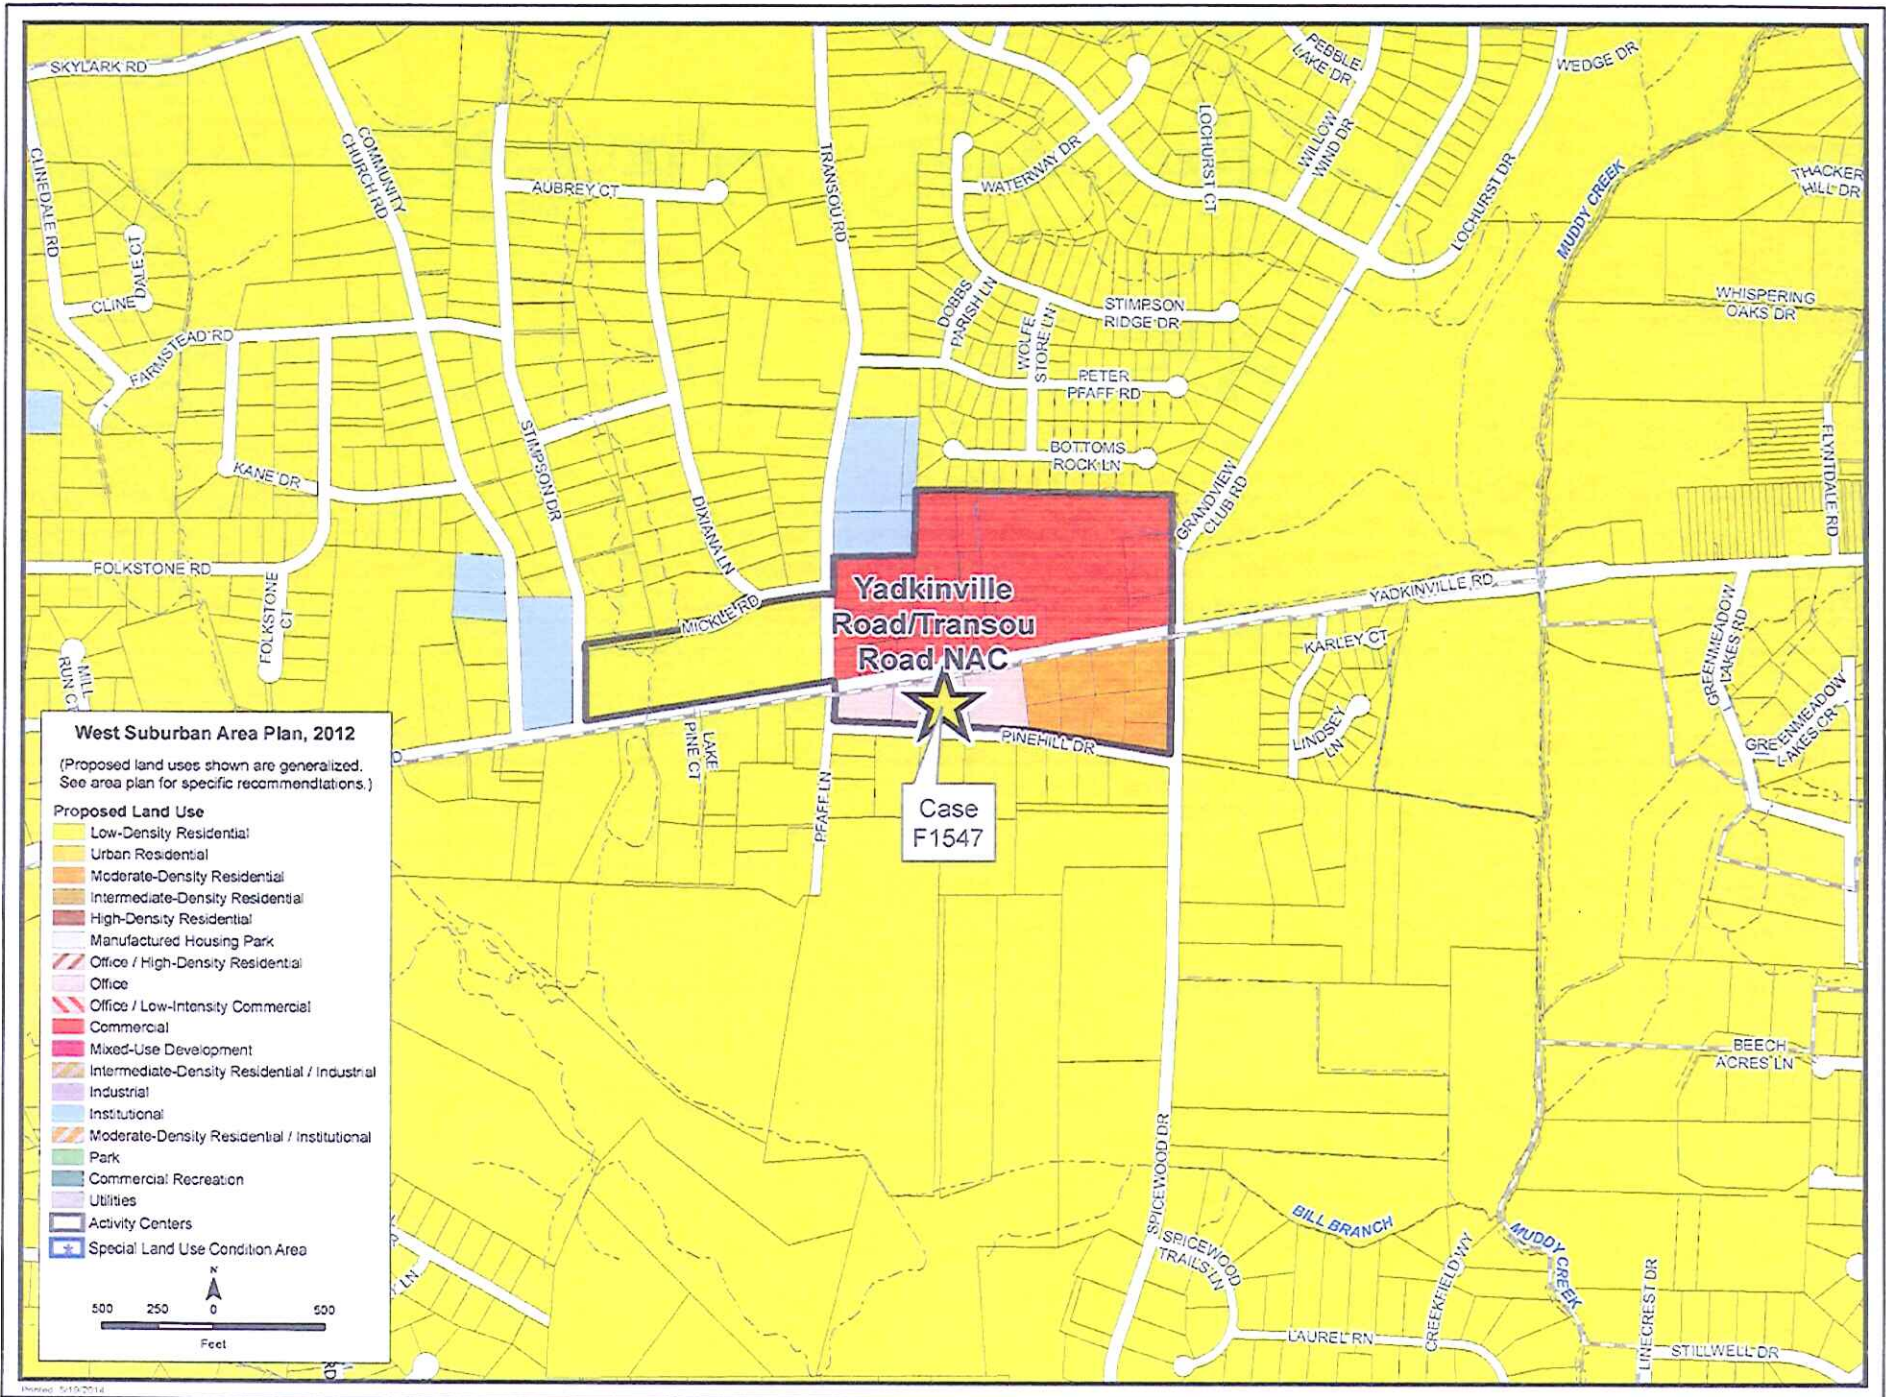 SKYLARK RD
CLINEDALE RD
COMMUNITY
CHURCH RD
AUBREY CT
TRANSOU RD
WATERWAY DR
LOCHURST CT
PEBBLE
LAKE DR
WILLOW
WIND DR
WEDGE DR
LOCHURST DR
MUDDY CREEK
THACKER
HILL DR
CLINE
DALE CT
FARMSTEAD RD
DOBBS
PARISH LN
WOLFE
STORE LN
STIMPSON
RIDGE DR
WHISPERING
OAKS DR
PETER
PFAFF RD
BOTTOMS
ROCK LN
KANE DR
STIMPSON DR
DIXIANA LN
GRANDVIEW
CLUB RD
FLYNTDALE RD
FOLKSTONE RD
FOLKSTONE
CT
MICKLE RD
Yadkinville
Road/Transou
Road NAC
YADKINVILLE RD
KARLEY CT
LINDSEY
LN
GREENMEADOW
LAKES RD
GREENMEADOW
LAKES CR
MILL
RUN CT
LAKE
PINE CT
PINEHILL DR
PFAFF LN
Case
F1547
D
West Suburban Area Plan, 2012
(Proposed land uses shown are generalized.
See area plan for specific recommendtations.)
Proposed Land Use
Low-Density Residential
Urban Residential
Moderate-Density Residential
Intermediate-Density Residential
High-Density Residential
Manufactured Housing Park
Office / High-Density Residential
Office
Office / Low-Intensity Commercial
Commercial
Mixed-Use Development
Intermediate-Density Residential / Industrial
Industrial
Institutional
Moderate-Density Residential / Institutional
Park
Commercial Recreation
Utilities
Activity Centers
Special Land Use Condition Area
N
500 250 0 500
Feet
BEECH
ACRES LN
SPICEWOOD DR
BILL BRANCH
MUDDY CREEK
SPICEWOOD
TRAILS LN
CREEKFIELD WY
LINECREST DR
LAUREL RN
STILLWELL DR
LN
RD
Printed: 5/19/2014